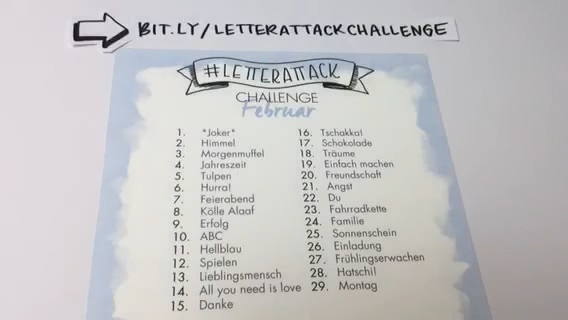 BIT.LY/LETTERATTACKCHALLENGE
#LETTERATTACK
CHALLENGE
Februar
1. *Joker*
2. Himmel
3. Morgenmuffel
4. Jahreszeit
5. Tulpen
6. Hurra!
7. Feierabend
8. Kölle Alaaf
9. Erfolg
10. ABC
11. Hellblau
12. Spielen
13. Lieblingsmensch
14. All you need is love
15. Danke
16. Tschakka!
17. Schokolade
18. Träume
19. Einfach machen
20. Freundschaft
21. Angst
22. Du
23. Fahrradkette
24. Familie
25. Sonnenschein
26. Einladung
27. Frühlingserwachen
28. Hatschi!
29. Montag